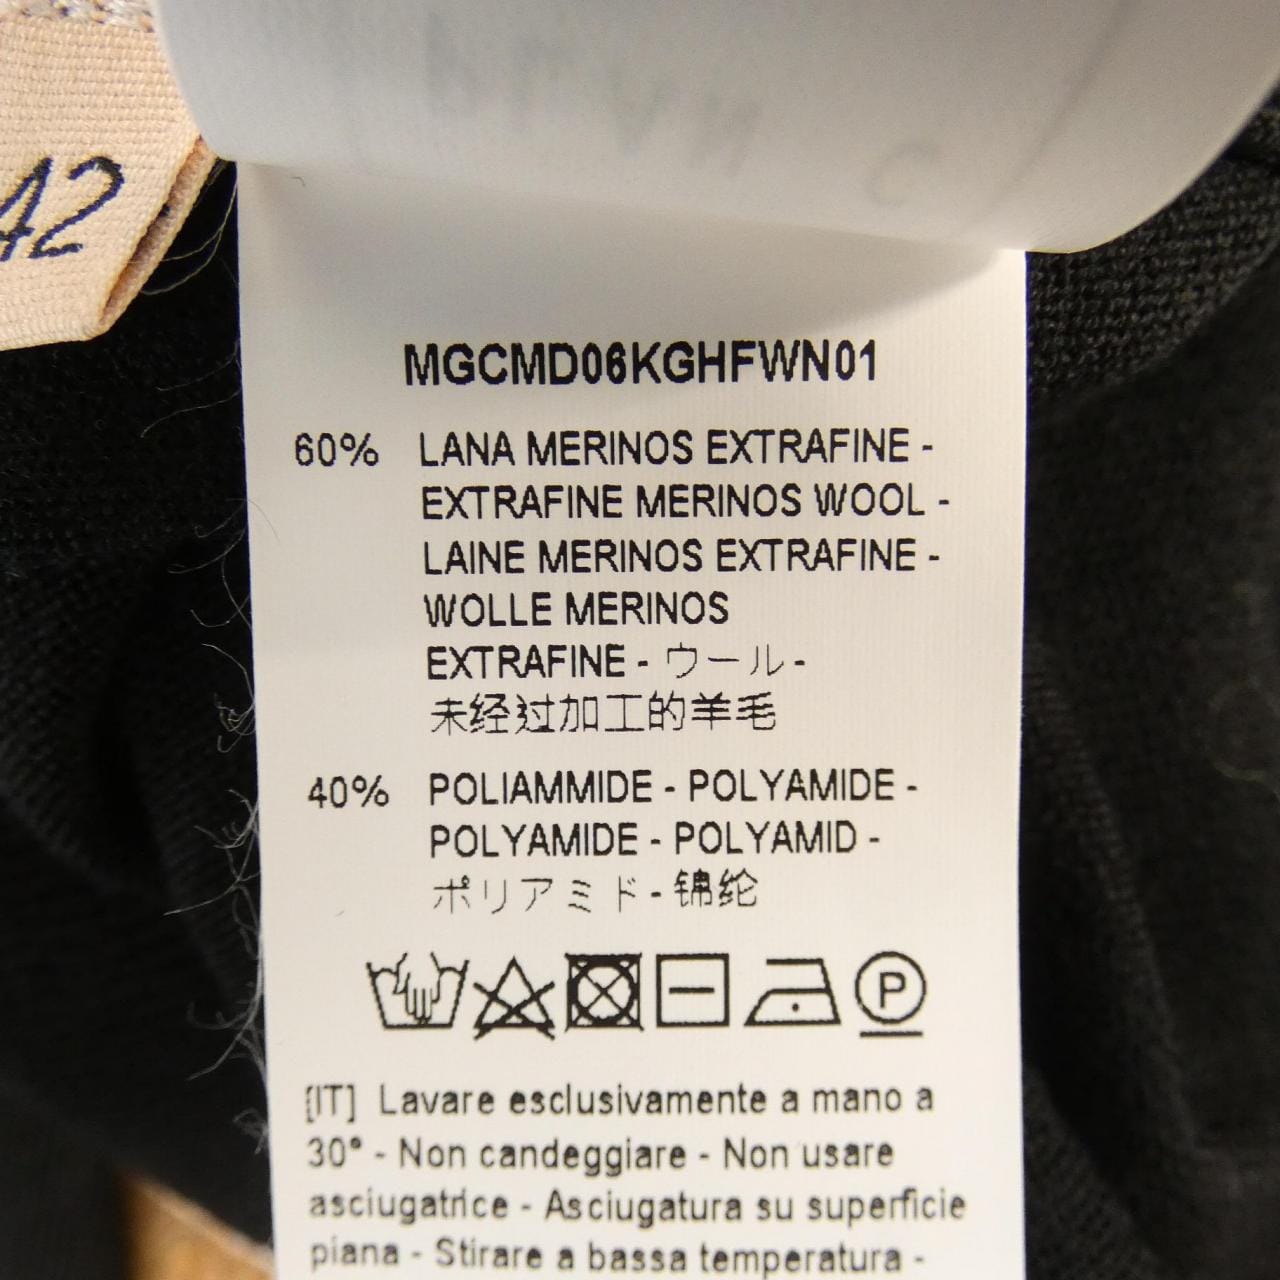 42
MGCMD06KGHFWN01
60% LANA MERINOS EXTRAFINE -
EXTRAFINE MERINOS WOOL -
LAINE MERINOS EXTRAFINE -
WOLLE MERINOS
EXTRAFINE - ウール -
未经过加工的羊毛
40% POLIAMMIDE - POLYAMIDE -
POLYAMIDE - POLYAMID -
ポリアミド - 锦纶
P
[IT] Lavare esclusivamente a mano a
30° - Non candeggiare - Non usare
asciugatrice - Asciugatura su superficie
piana - Stirare a bassa temperatura -